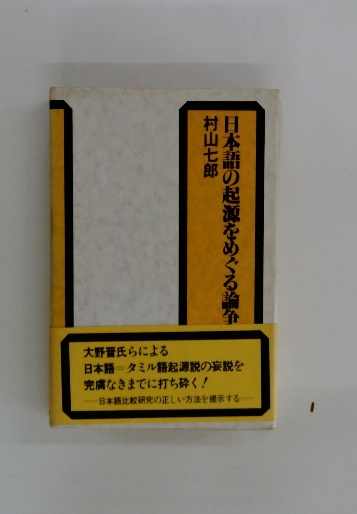 日本語の起源をめぐる論争
村山七郎
大野晋氏らによる
日本語=タミル語起源説の妄説を
完膚なきまでに打ち砕く!
──日本語比較研究の正しい方法を提示する──